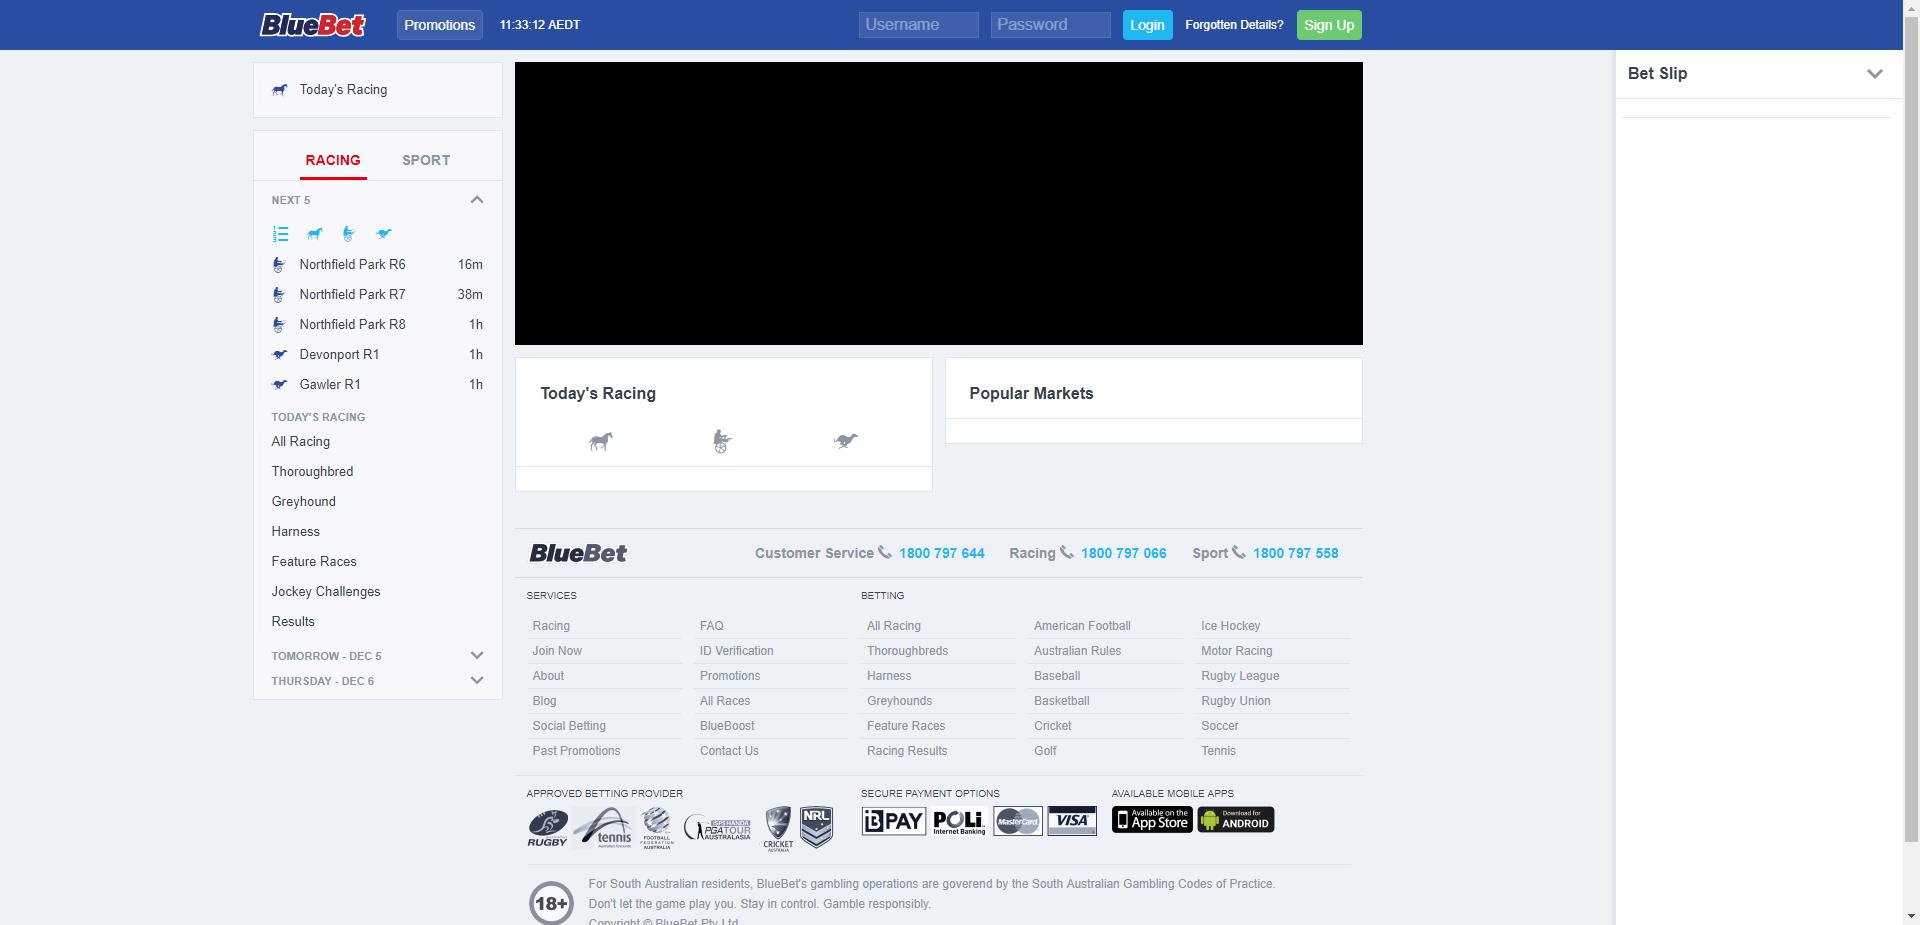 BlueBet
Promotions
11:33:12 AEDT
Username
Password
Login
Forgotten Details?
Sign Up
Today's Racing
RACING
SPORT
NEXT 5
Northfield Park R6 16m
Northfield Park R7 38m
Northfield Park R8 1h
Devonport R1 1h
Gawler R1 1h
TODAY'S RACING
All Racing
Thoroughbred
Greyhound
Harness
Feature Races
Jockey Challenges
Results
TOMORROW - DEC 5
THURSDAY - DEC 6
Today's Racing
Popular Markets
Bet Slip
BlueBet
Customer Service 1800 797 644
Racing 1800 797 066
Sport 1800 797 558
SERVICES
Racing
Join Now
About
Blog
Social Betting
Past Promotions
FAQ
ID Verification
Promotions
All Races
BlueBoost
Contact Us
BETTING
All Racing
Thoroughbreds
Harness
Greyhounds
Feature Races
Racing Results
American Football
Australian Rules
Baseball
Basketball
Cricket
Golf
Ice Hockey
Motor Racing
Rugby League
Rugby Union
Soccer
Tennis
APPROVED BETTING PROVIDER
RUGBY
tennis
FOOTBALL
FEDERATION
AUSTRALIA
PGA TOUR
AUSTRALASIA
CRICKET
AUSTRALIA
NRL
SECURE PAYMENT OPTIONS
BPAY
POLi
Internet Banking
MasterCard
VISA
AVAILABLE MOBILE APPS
Available on the
App Store
Download for
ANDROID
18+
For South Australian residents, BlueBet's gambling operations are goverend by the South Australian Gambling Codes of Practice.
Don't let the game play you. Stay in control. Gamble responsibly.
Copyright © BlueBet Pty Ltd